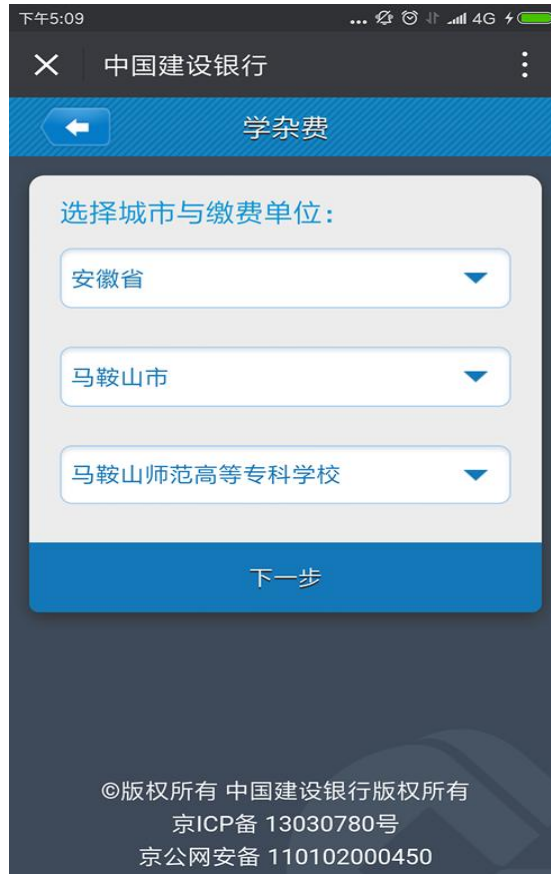 下午5:09 ... 4G
中国建设银行
学杂费
选择城市与缴费单位:
安徽省
马鞍山市
马鞍山师范高等专科学校
下一步
©版权所有 中国建设银行版权所有
京ICP备 13030780号
京公网安备 110102000450